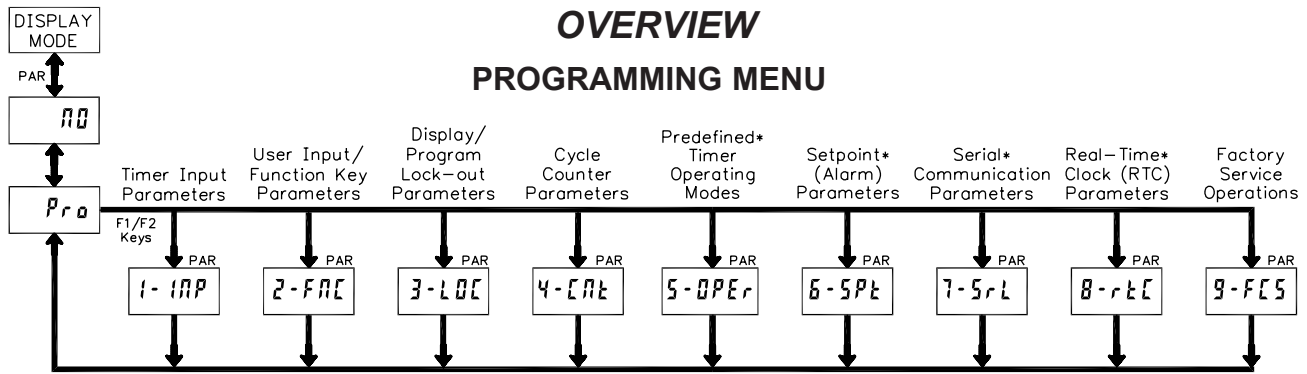 OVERVIEW
PROGRAMMING MENU
DISPLAY
MODE
PAR
NO
Pro
F1/F2
Keys
Timer Input
Parameters
User Input/
Function Key
Parameters
Display/
Program
Lock-out
Parameters
Cycle
Counter
Parameters
Predefined*
Timer
Operating
Modes
Setpoint*
(Alarm)
Parameters
Serial*
Communication
Parameters
Real-Time*
Clock (RTC)
Parameters
Factory
Service
Operations
PAR PAR PAR PAR PAR PAR PAR PAR PAR
1-INP 2-FNC 3-LOC 4-CNt 5-OPEr 6-SPt 7-SrL 8-rtC 9-FCS